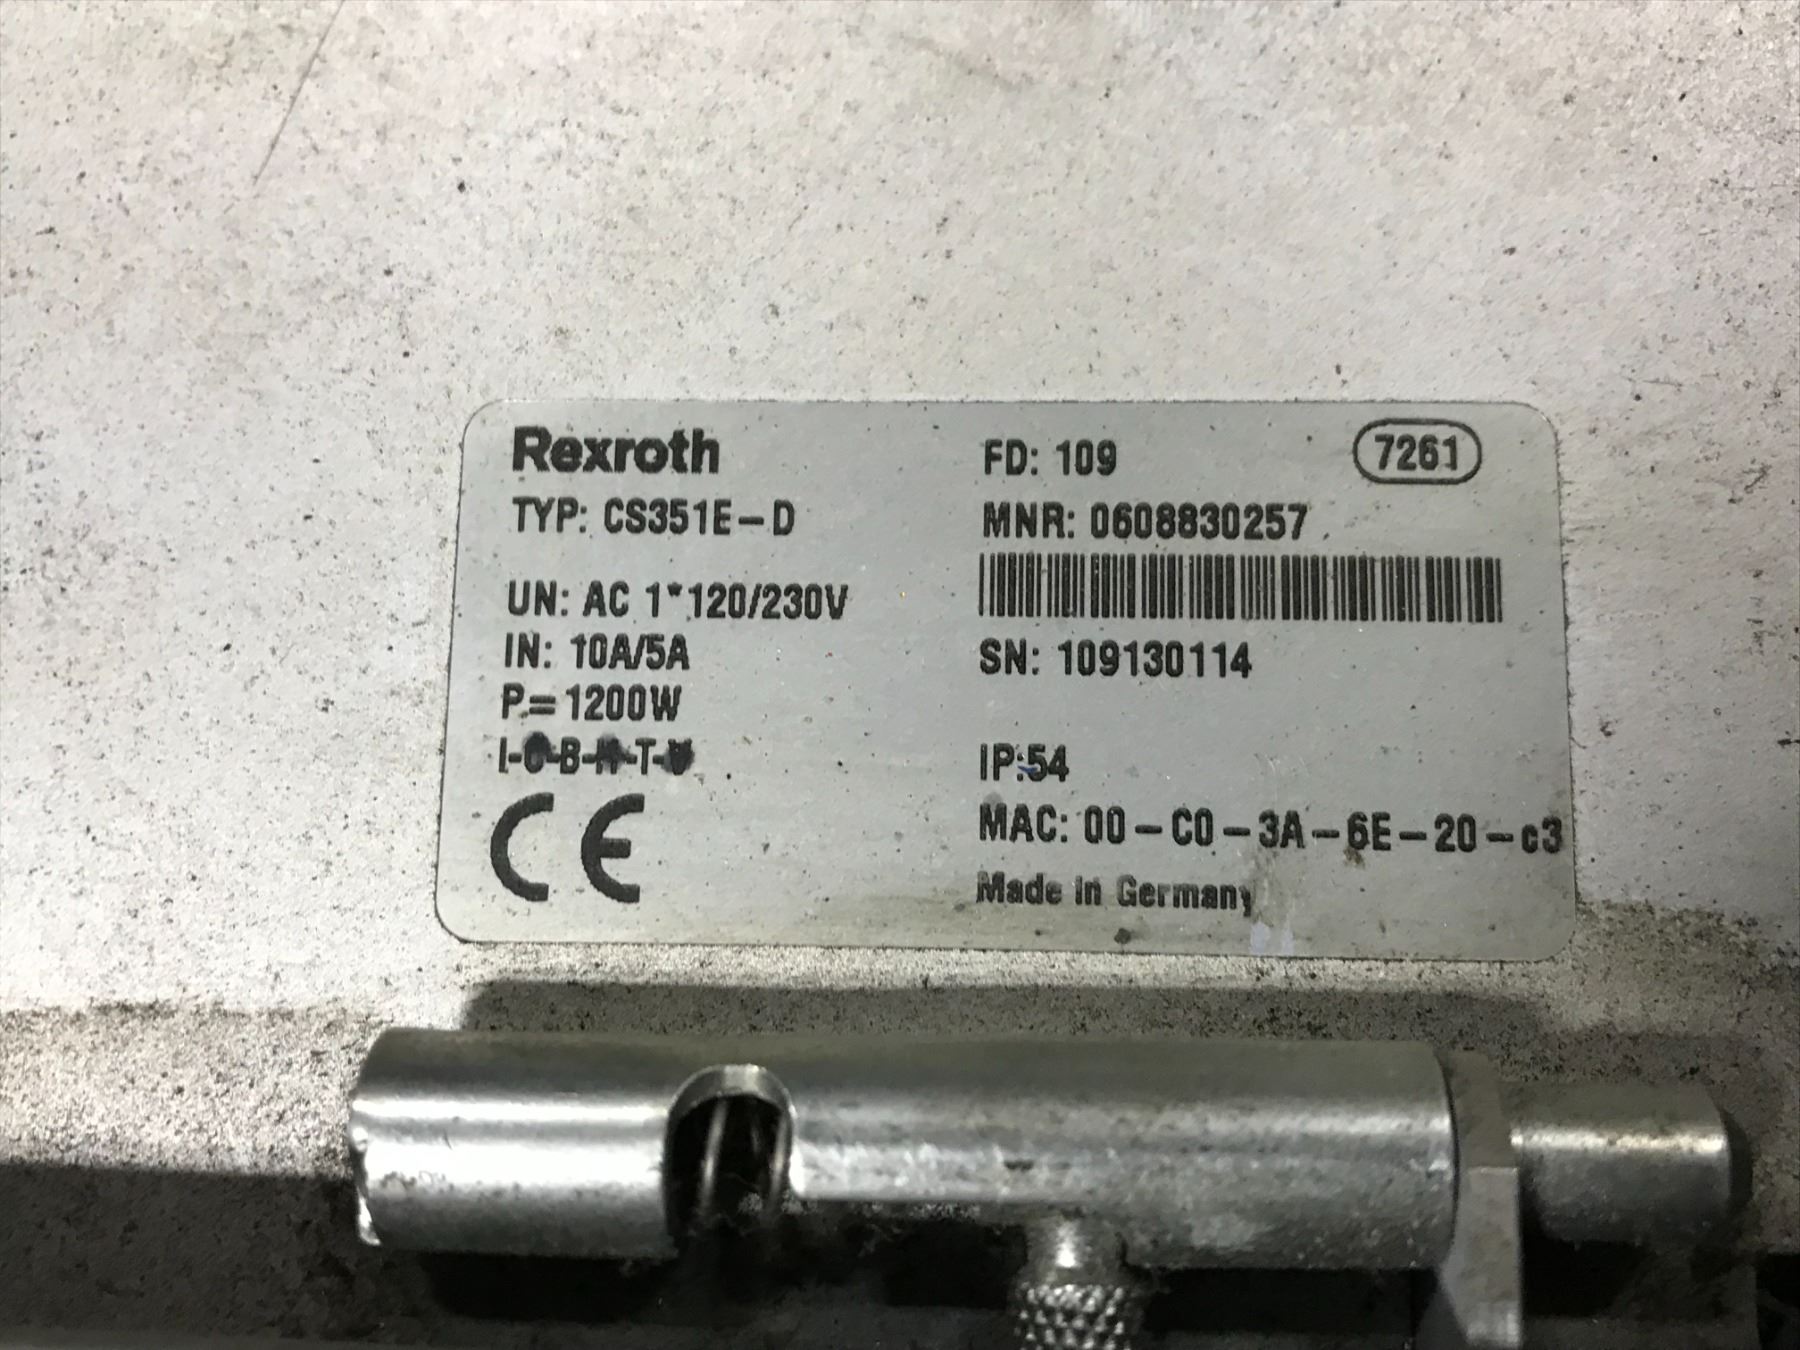 Rexroth
TYP: CS351E-D
UN: AC 1*120/230V
IN: 10A/5A
P=1200W
CE
FD: 109
7261
MNR: 0608830257
SN: 109130114
IP:54
MAC: 00-C0-3A-6E-20-c3
Made in Germany